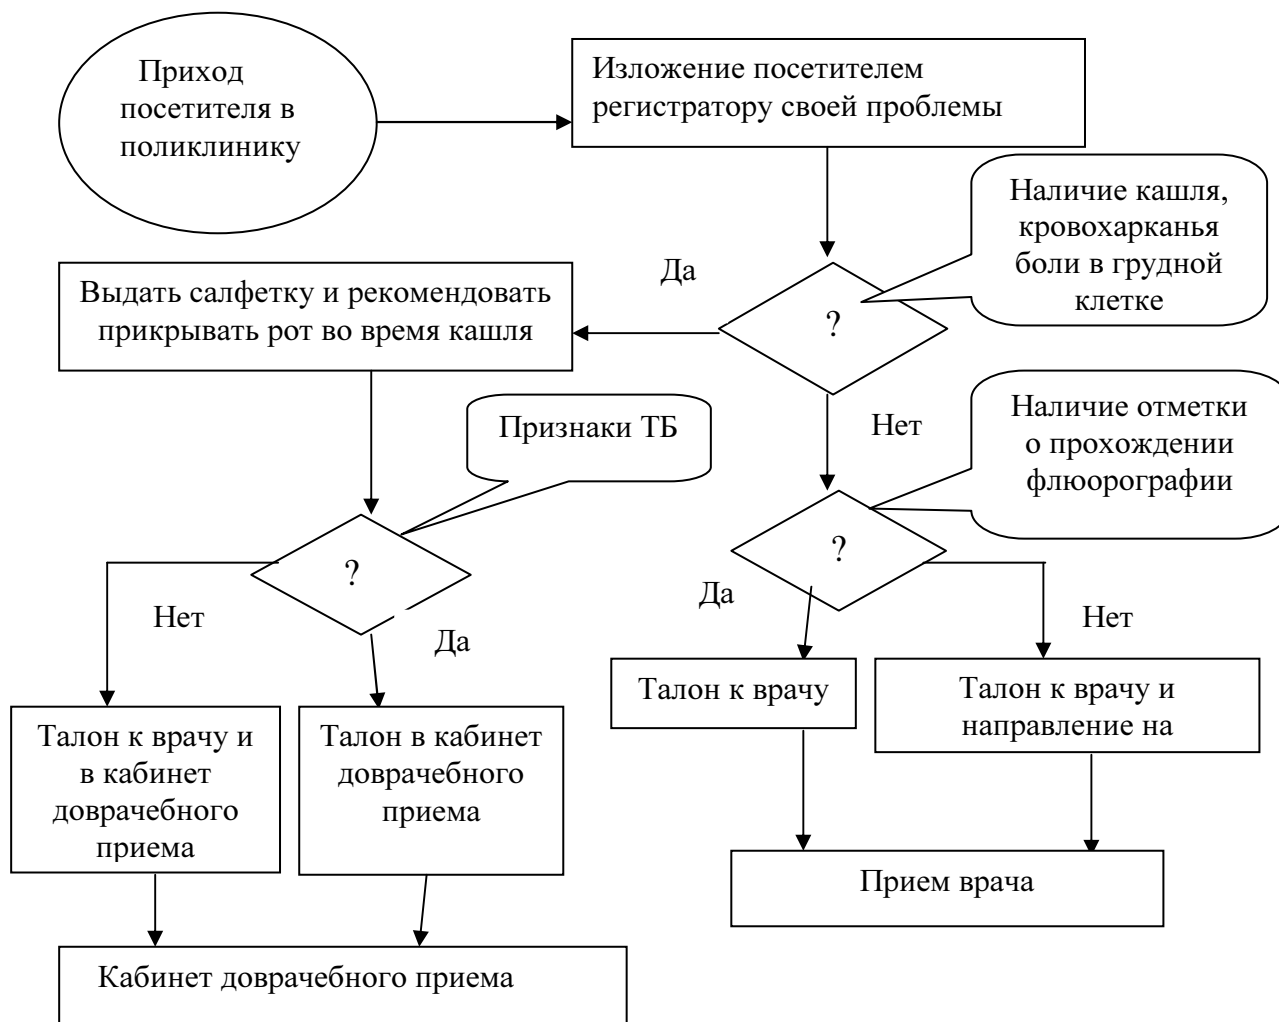 Приход
посетителя в
поликлинику
Изложение посетителем
регистратору своей проблемы
Наличие кашля,
кровохарканья
боли в грудной
клетке
?
Да
Выдать салфетку и рекомендовать
прикрывать рот во время кашля
Нет
Наличие отметки
о прохождении
флюорографии
Признаки ТБ
?
?
Нет
Да
Да
Нет
Талон к врачу и
в кабинет
доврачебного
приема
Талон в кабинет
доврачебного
приема
Талон к врачу
Талон к врачу и
направление на
Прием врача
Кабинет доврачебного приема